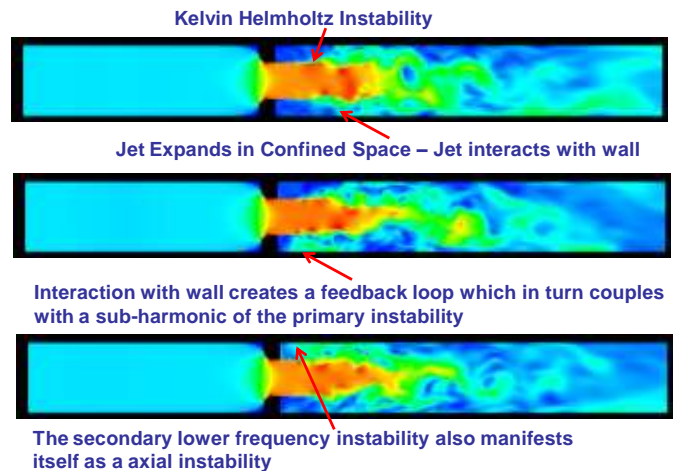 Kelvin Helmholtz Instability
Jet Expands in Confined Space – Jet interacts with wall
Interaction with wall creates a feedback loop which in turn couples
with a sub-harmonic of the primary instability
The secondary lower frequency instability also manifests
itself as a axial instability